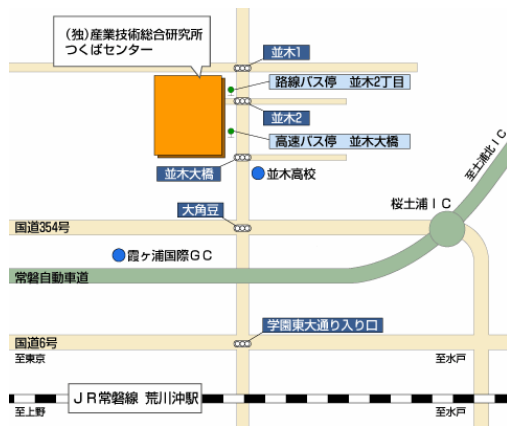 (独)産業技術総合研究所
つくばセンター
並木1
路線バス停　並木2丁目
並木2
高速バス停　並木大橋
並木大橋
並木高校
至土浦北IC
大角豆
桜土浦IC
国道354号
霞ヶ浦国際GC
常磐自動車道
学園東大通り入り口
国道6号
至東京
至水戸
JR常磐線 荒川沖駅
至上野
至水戸